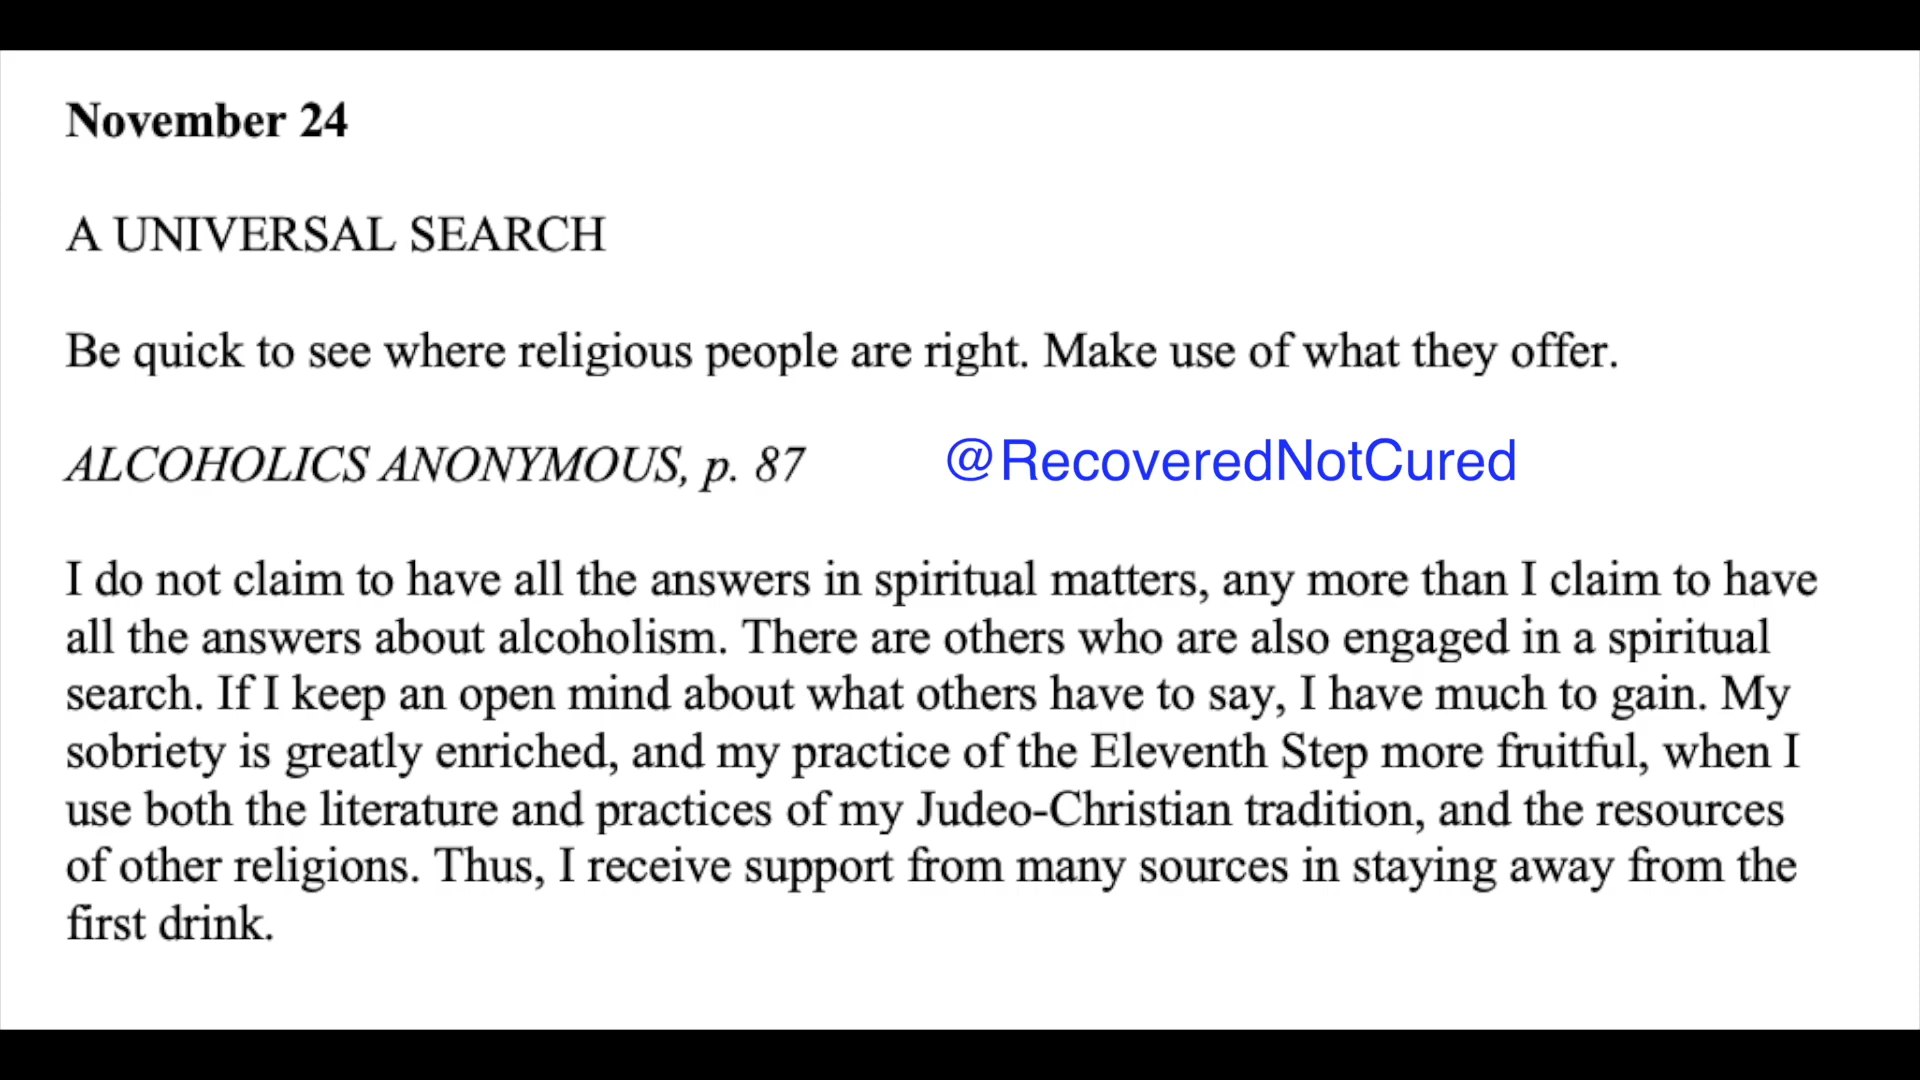 November 24
A UNIVERSAL SEARCH
Be quick to see where religious people are right. Make use of what they offer.
ALCOHOLICS ANONYMOUS, p. 87
@RecoveredNotCured
I do not claim to have all the answers in spiritual matters, any more than I claim to have
all the answers about alcoholism. There are others who are also engaged in a spiritual
search. If I keep an open mind about what others have to say, I have much to gain. My
sobriety is greatly enriched, and my practice of the Eleventh Step more fruitful, when I
use both the literature and practices of my Judeo-Christian tradition, and the resources
of other religions. Thus, I receive support from many sources in staying away from the
first drink.